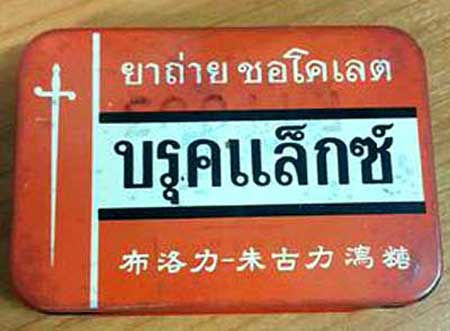 ยาถ่าย ชอโคเลต
บรุคแล็กซ์
布洛力-朱古力瀉糖